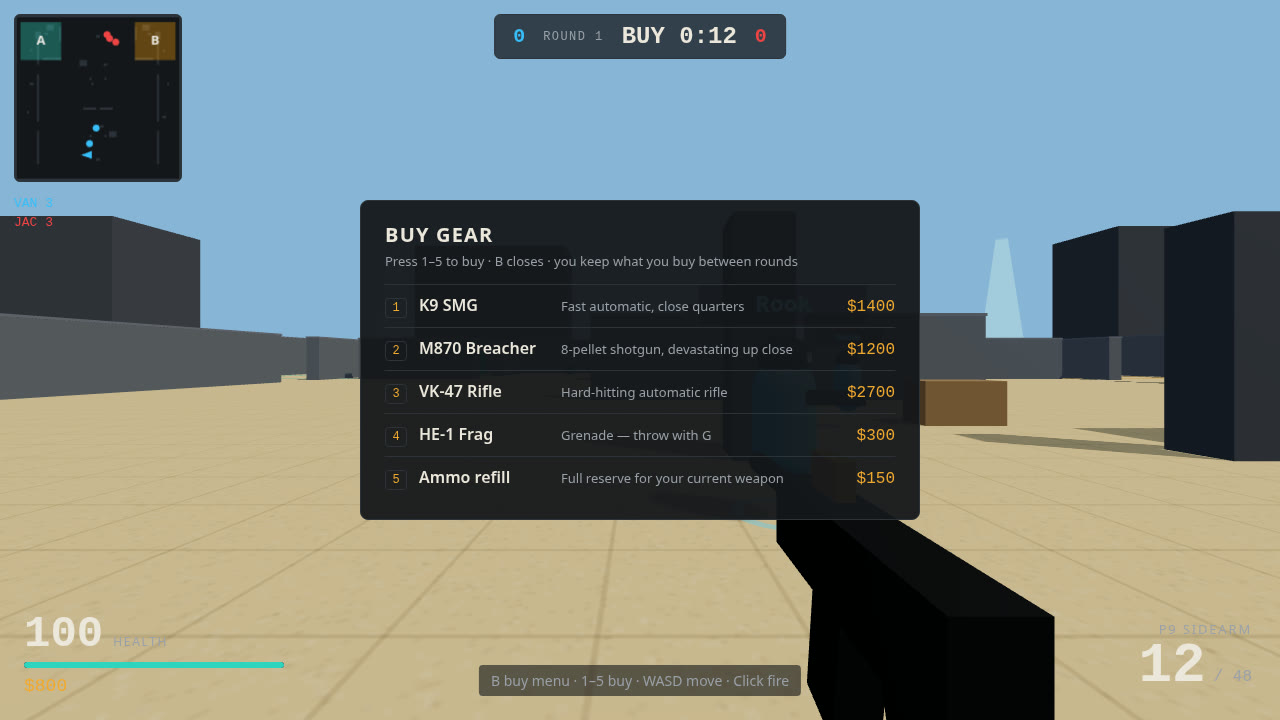 A
B
0 ROUND 1 BUY 0:12 0
VAN 3
JAC 3
BUY GEAR
Press 1–5 to buy · B closes · you keep what you buy between rounds
1 K9 SMG Fast automatic, close quarters $1400
Rook
2 M870 Breacher 8-pellet shotgun, devastating up close $1200
3 VK-47 Rifle Hard-hitting automatic rifle $2700
4 HE-1 Frag Grenade — throw with G $300
5 Ammo refill Full reserve for your current weapon $150
100 HEALTH
$800
B buy menu · 1–5 buy · WASD move · Click fire
P9 SIDEARM
12 / 48